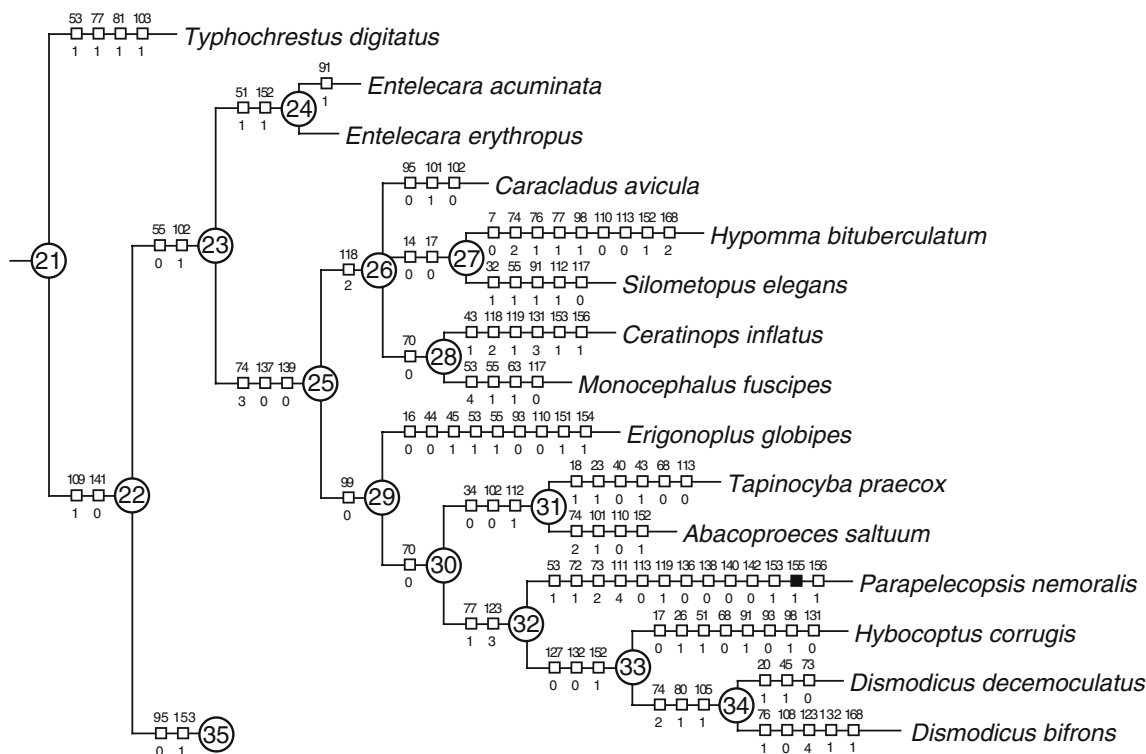 53 77 81 103
Typhochrestus digitatus
1 1 1 1
91
Entelecara acuminata
1
51 152
24
1 1
Entelecara erythropus
95 101 102
Caracladus avicula
0 1 0
7 74 76 77 98 110 113 152 168
Hypomma bituberculatum
0 2 1 1 1 0 0 1 2
55 102
23
0 1
14 17
27
0 0
118
26
2
21
32 55 91 112 117
Silometopus elegans
1 1 1 1 0
43 118 119 131 153 156
Ceratinops inflatus
1 2 1 3 1 1
70
28
0
53 55 63 117
Monocephalus fuscipes
4 1 1 0
74 137 139
25
3 0 0
16 44 45 53 55 93 110 151 154
Erigonoplus globipes
0 0 1 1 1 0 0 1 1
18 23 40 43 68 113
Tapinocyba praecox
1 1 0 1 0 0
109 141
22
1 0
99
29
0
34 102 112
31
0 0 1
74 101 110 152
Abacoproeces saltuum
2 1 0 1
70
30
0
53 72 73 111 113 119 136 138 140 142 153 155 156
Parapelecopsis nemoralis
1 1 2 4 0 1 0 0 0 0 1 1 1
77 123
32
1 3
17 26 51 68 91 93 98 131
Hybocoptus corrugis
0 1 1 0 1 0 1 0
127 132 152
33
0 0 1
20 45 73
Dismodicus decemoculatus
1 1 0
74 80 105
34
2 1 1
76 108 123 132 168
Dismodicus bifrons
1 0 4 1 1
95 153
35
0 1